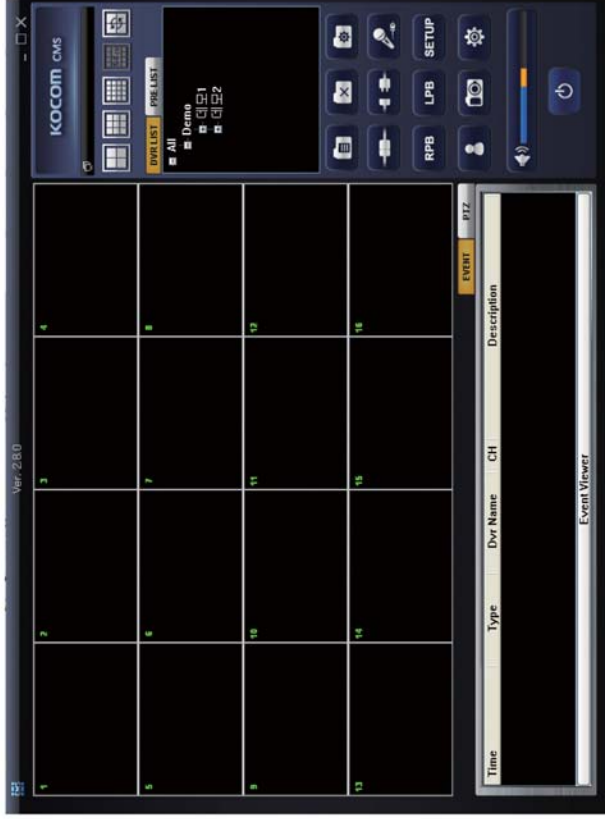 Ver. 2.8.0
KOCOM CMS
1
2
3
4
5
6
7
8
9
10
11
12
13
14
15
16
DVR LIST PRE LIST
All
Demo
데모1
데모2
RPB LPB SETUP
EVENT PTZ
Time Type Dvr Name CH Description
Event Viewer